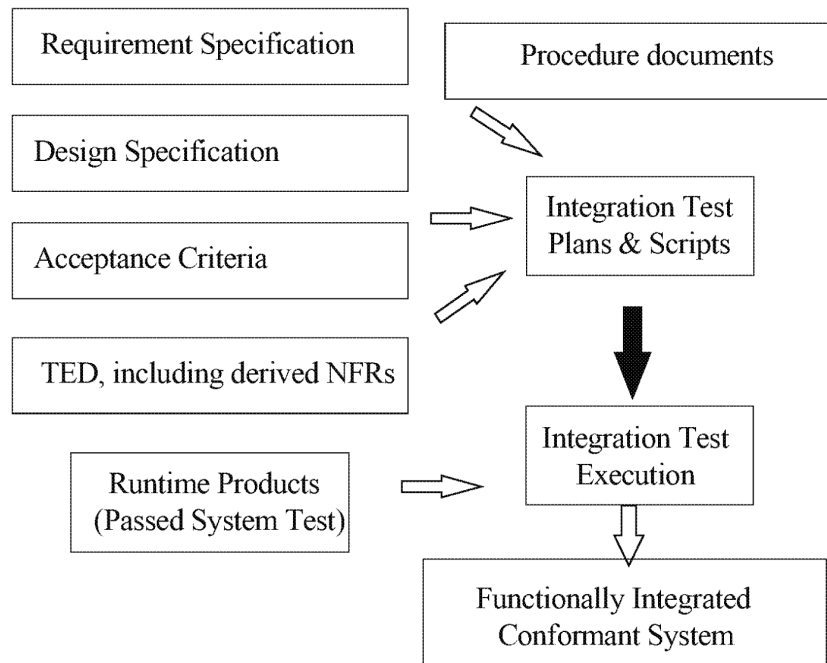 Requirement Specification
Procedure documents
Design Specification
Integration Test
Plans & Scripts
Acceptance Criteria
TED, including derived NFRs
Integration Test
Execution
Runtime Products
(Passed System Test)
Functionally Integrated
Conformant System